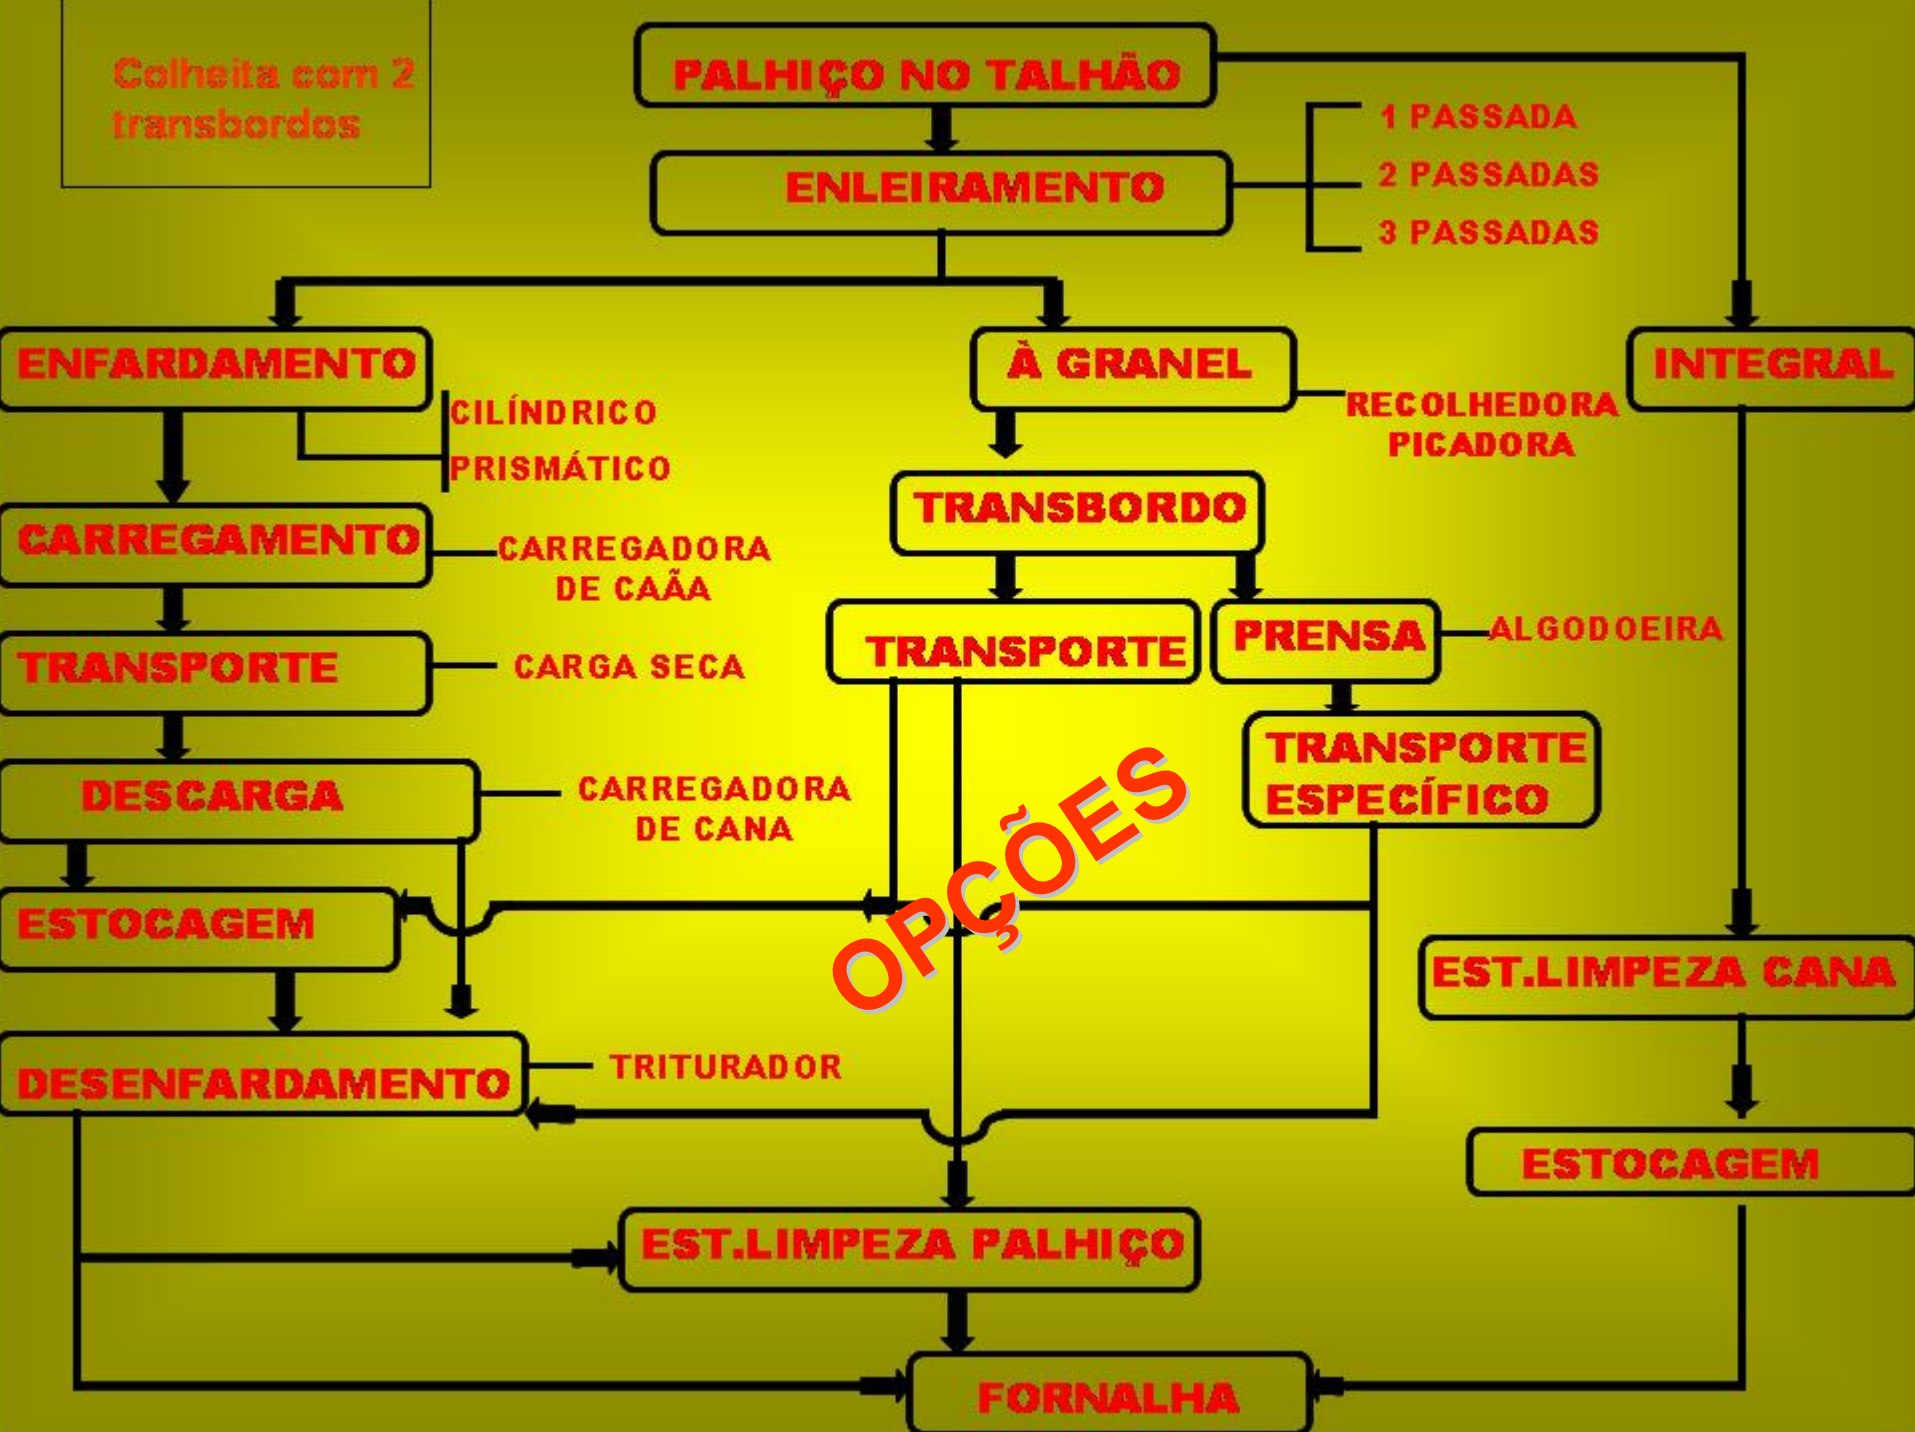 Colheita com 2
transbordos
PALHIÇO NO TALHÃO
ENLEIRAMENTO
1 PASSADA
2 PASSADAS
3 PASSADAS
ENFARDAMENTO
À GRANEL
INTEGRAL
CILÍNDRICO
PRISMÁTICO
RECOLHEDORA
PICADORA
CARREGAMENTO
CARREGADORA
DE CAÃA
TRANSBORDO
TRANSPORTE
CARGA SECA
TRANSPORTE
PRENSA
ALGODOEIRA
TRANSPORTE
ESPECÍFICO
DESCARGA
CARREGADORA
DE CANA
OPÇÕES
ESTOCAGEM
EST.LIMPEZA CANA
DESENFARDAMENTO
TRITURADOR
ESTOCAGEM
EST.LIMPEZA PALHIÇO
FORNALHA